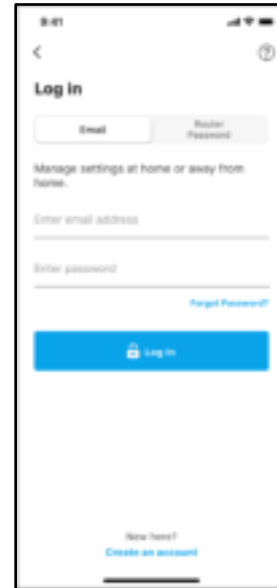 9:41
Log in
Email
Router
Password
Manage settings at home or away from
home.
Enter email address
Enter password
Forgot Password?
Log in
New here?
Create an account